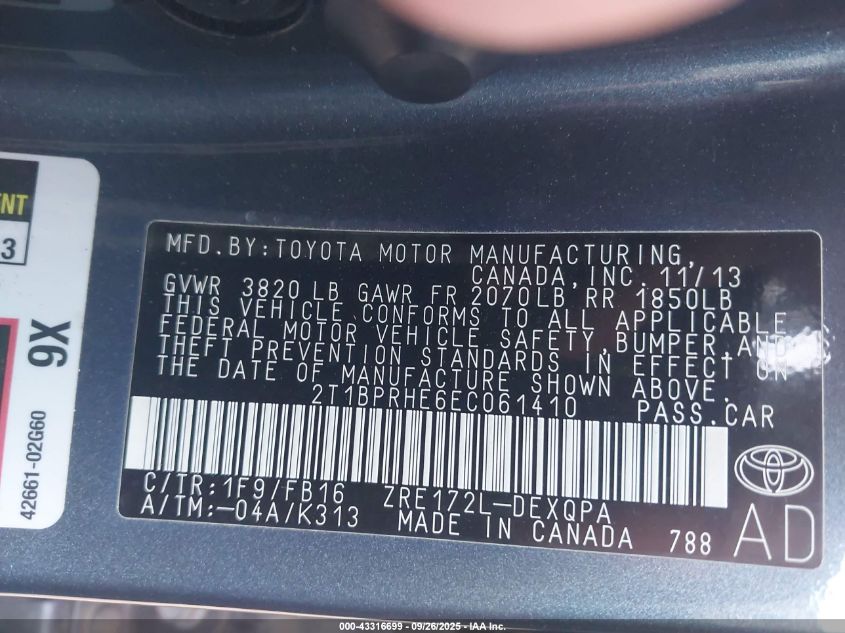 NT
3
9X
42661-02G60
MFD.BY:TOYOTA MOTOR MANUFACTURING,
CANADA,INC. 11/13
GVWR 3820 LB GAWR FR 2070LB RR 1850LB
THIS VEHICLE CONFORMS TO ALL APPLICABLE
FEDERAL MOTOR VEHICLE SAFETY,BUMPER,AND
THEFT PREVENTION STANDARDS IN EFFECT ON
THE DATE OF MANUFACTURE SHOWN ABOVE.
2T1BPRHE6EC061410 PASS.CAR
C/TR:1F9/FB16 ZRE172L-DEXQPA
A/TM:-04A/K313 MADE IN CANADA 788
AD
000-43316699 - 09/26/2025 - IAA Inc.